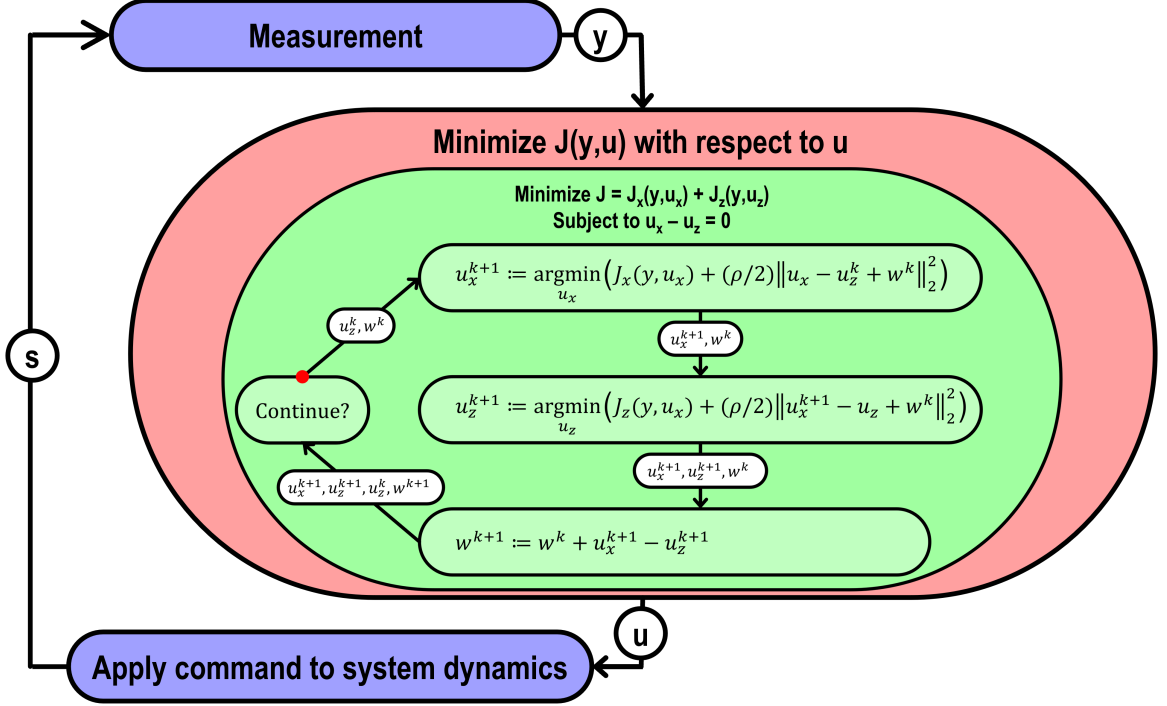 Measurement
y
Minimize J(y,u) with respect to u
Minimize J = Jₓ(y,uₓ) + J_z(y,u_z)
Subject to uₓ – u_z = 0
u_x^{k+1} ≔ argmin_{u_x}(J_x(y, u_x) + (ρ/2)‖u_x − u_z^k + w^k‖_2^2)
u_z^k, w^k
u_x^{k+1}, w^k
s
Continue?
u_z^{k+1} ≔ argmin_{u_z}(J_z(y, u_x) + (ρ/2)‖u_x^{k+1} − u_z + w^k‖_2^2)
u_x^{k+1}, u_z^{k+1}, w^k
u_x^{k+1}, u_z^{k+1}, u_z^k, w^{k+1}
w^{k+1} ≔ w^k + u_x^{k+1} − u_z^{k+1}
u
Apply command to system dynamics